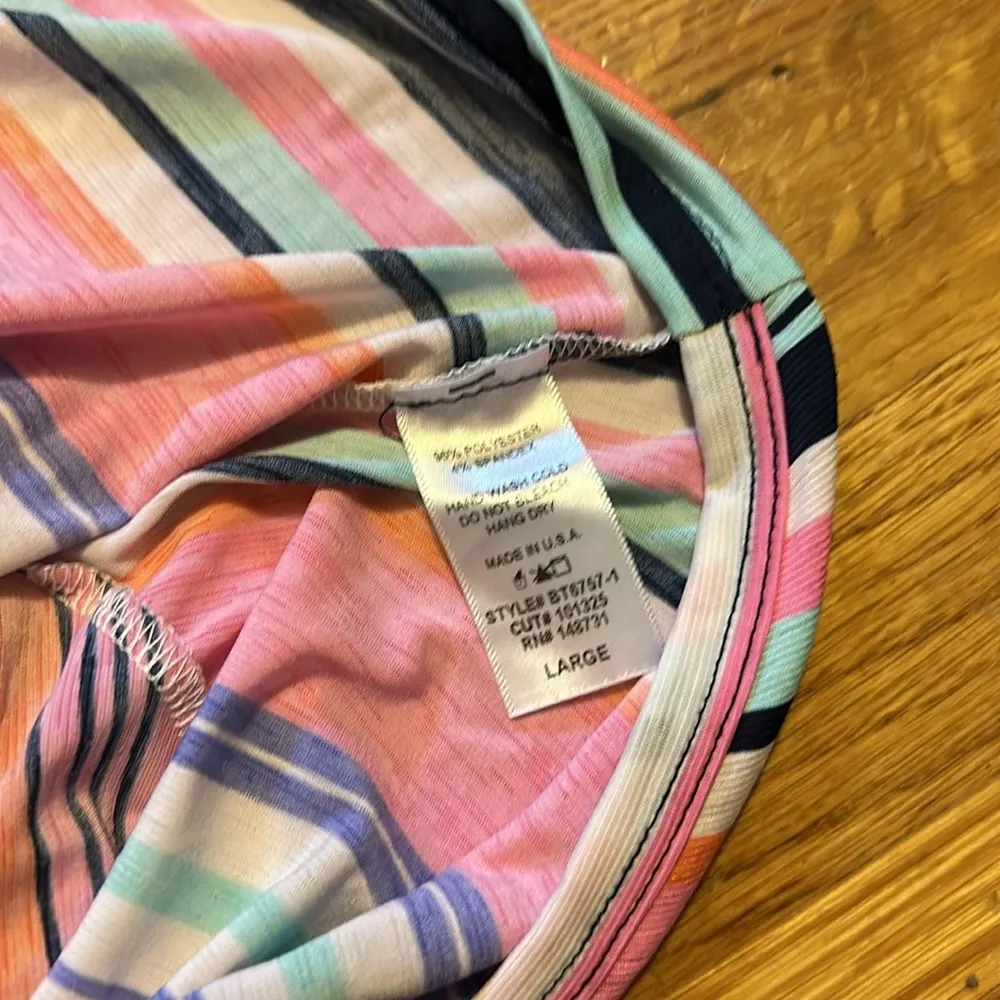 96% POLYESTER
4% SPANDEX
HAND WASH COLD
DO NOT BLEACH
HANG DRY
MADE IN U.S.A.
STYLE# BT6757-1
CUT# 101325
RN# 148731
LARGE